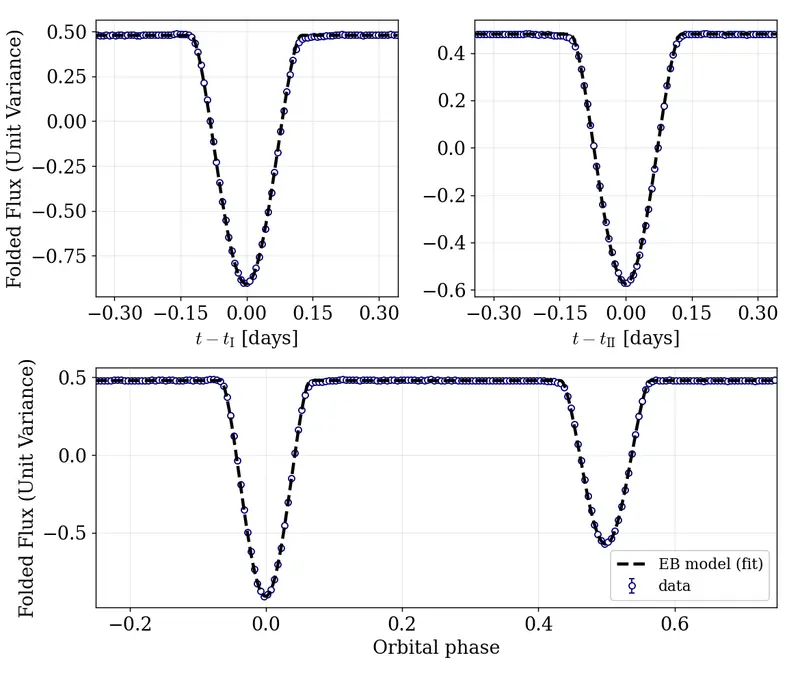 Folded Flux (Unit Variance)
0.50
0.25
0.00
−0.25
−0.50
−0.75
−0.30 −0.15 0.00 0.15 0.30
t − t_I [days]
0.4
0.2
0.0
−0.2
−0.4
−0.6
−0.30 −0.15 0.00 0.15 0.30
t − t_II [days]
Folded Flux (Unit Variance)
0.5
0.0
−0.5
−0.2 0.0 0.2 0.4 0.6
Orbital phase
EB model (fit)
data